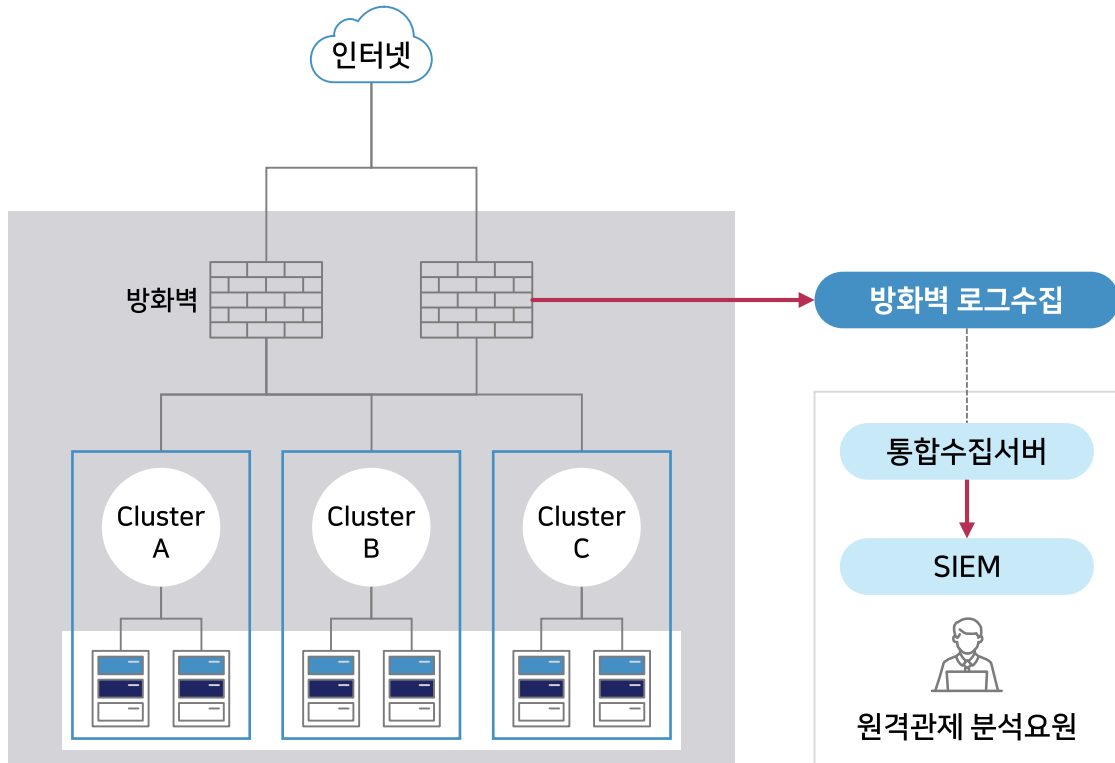 인터넷
방화벽
방화벽 로그수집
통합수집서버
Cluster
A
Cluster
B
Cluster
C
SIEM
원격관제 분석요원